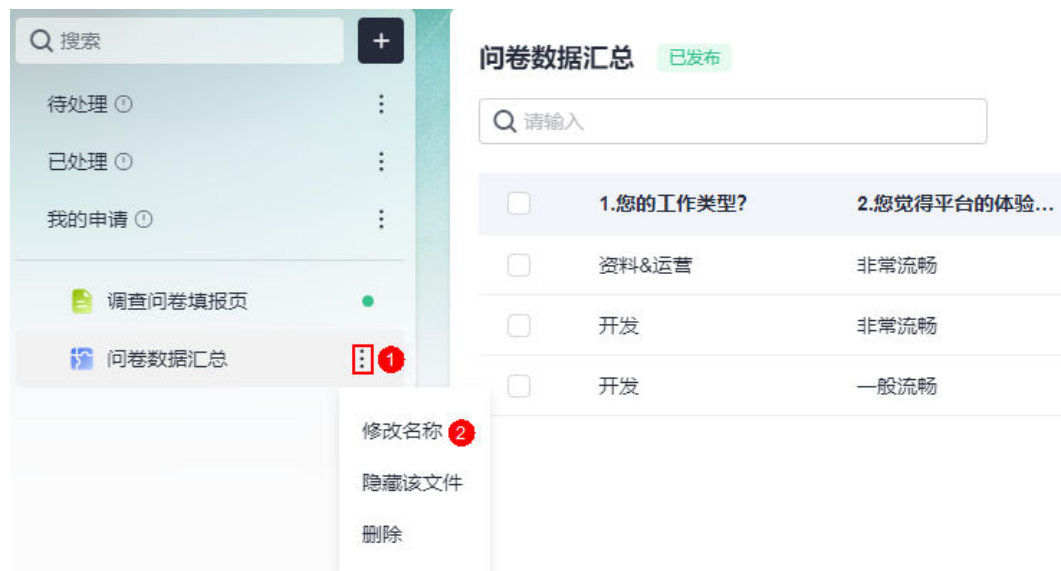 搜索
+
待处理
已处理
我的申请
调查问卷填报页
问卷数据汇总
1
修改名称 2
隐藏该文件
删除
问卷数据汇总 已发布
请输入
1.您的工作类型? 2.您觉得平台的体验...
资料&运营 非常流畅
开发 非常流畅
开发 一般流畅